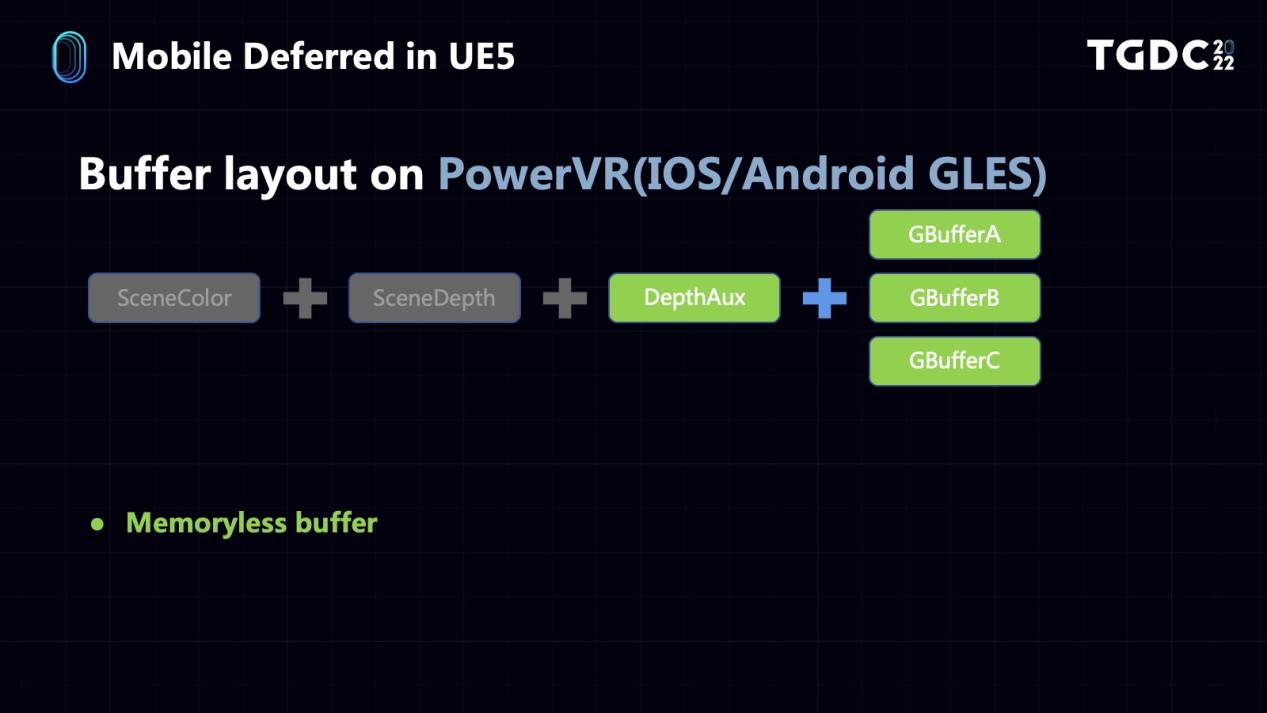 Mobile Deferred in UE5
TGDC 2022
Buffer layout on PowerVR(IOS/Android GLES)
GBufferA
SceneColor + SceneDepth + DepthAux + GBufferB
GBufferC
● Memoryless buffer